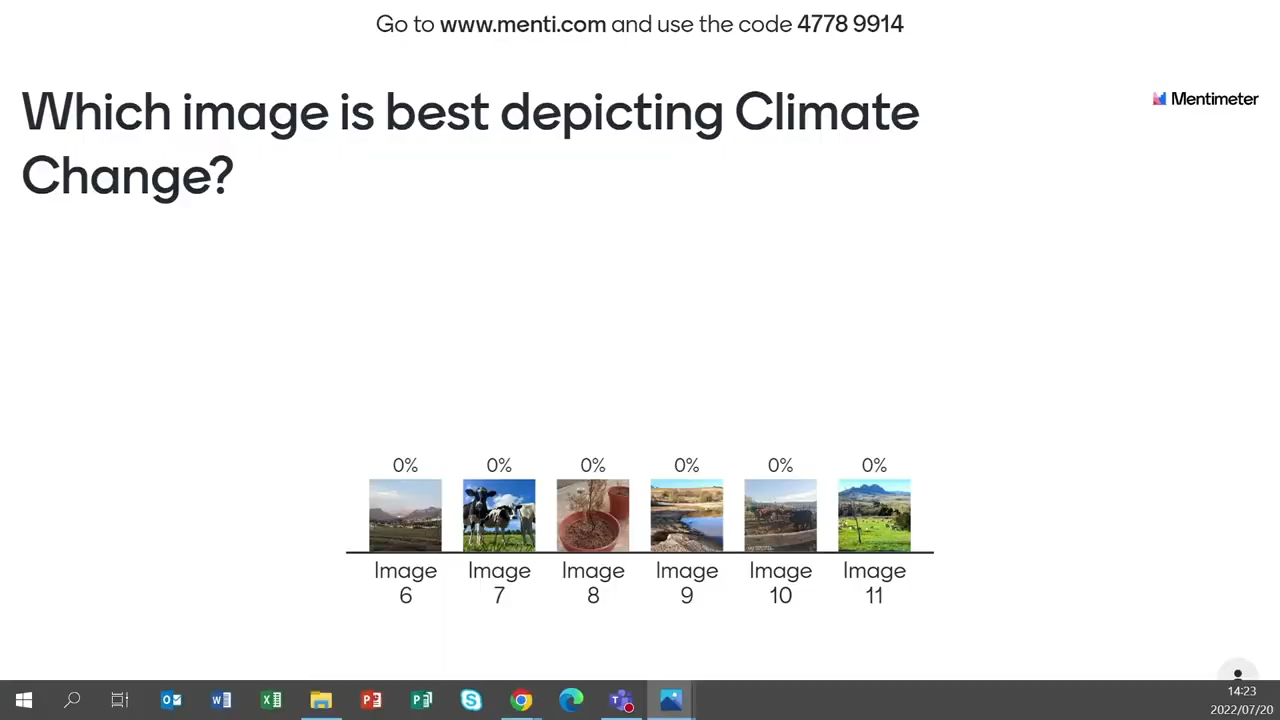 Go to www.menti.com and use the code 4778 9914
Which image is best depicting Climate
Change?
Mentimeter
0% 0% 0% 0% 0% 0%
Image Image Image Image Image Image
6 7 8 9 10 11
14:23
2022/07/20